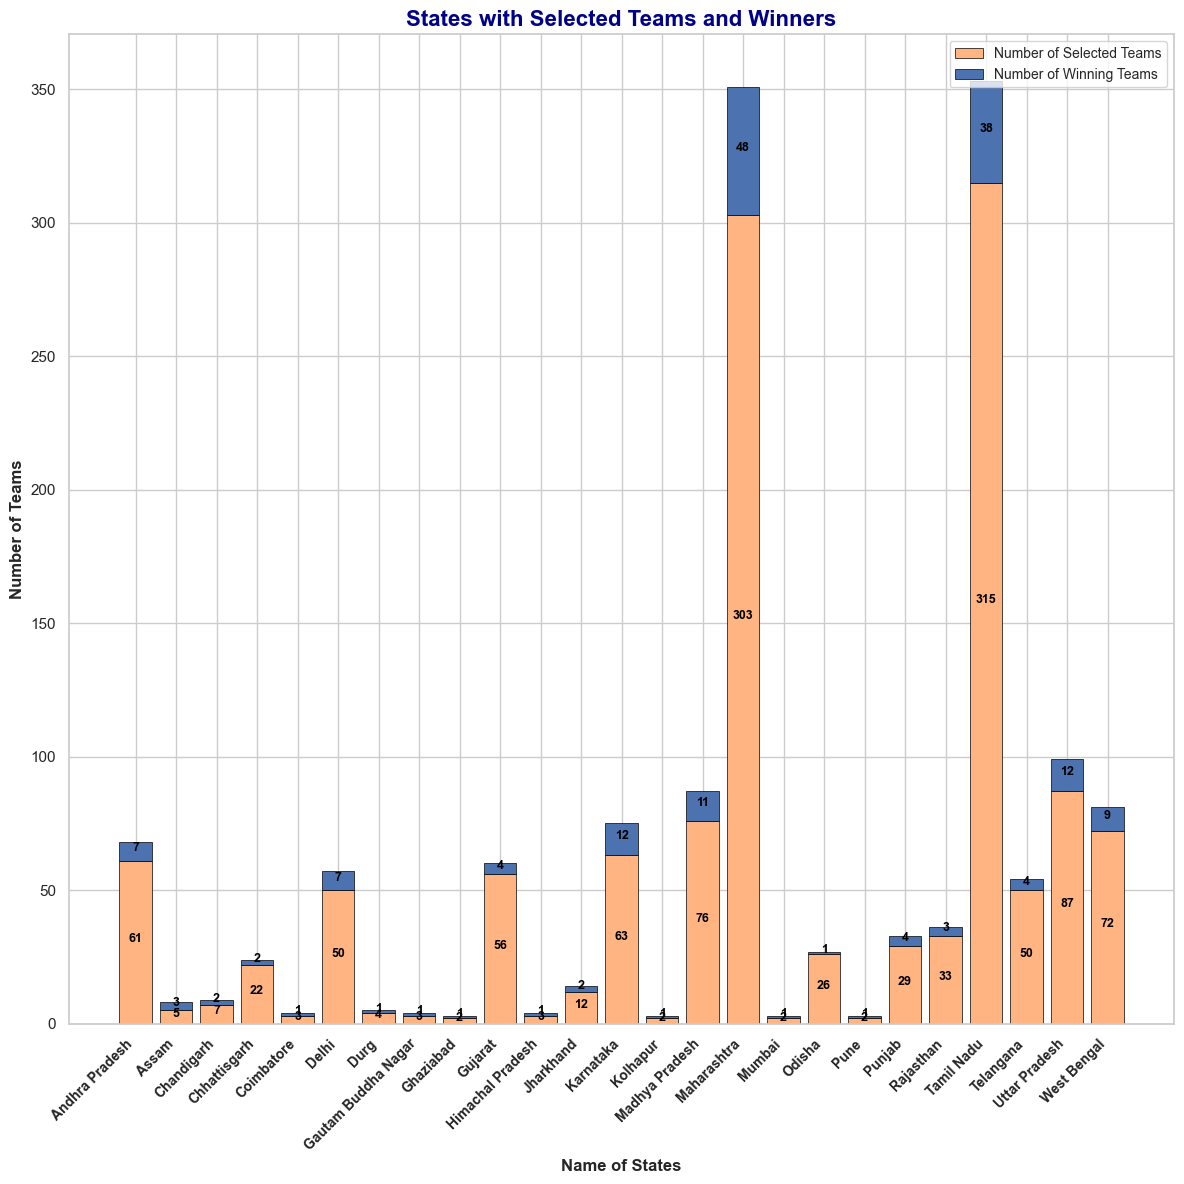 States with Selected Teams and Winners
Number of Selected Teams
Number of Winning Teams
Number of Teams
350
300
250
200
150
100
50
0
7
61
3
5
2
7
2
22
1
3
7
50
1
4
1
3
1
2
4
56
1
3
2
12
12
63
1
2
11
76
48
303
1
2
1
26
1
2
4
29
3
33
38
315
4
50
12
87
9
72
Andhra Pradesh
Assam
Chandigarh
Chhattisgarh
Coimbatore
Delhi
Durg
Gautam Buddha Nagar
Ghaziabad
Gujarat
Himachal Pradesh
Jharkhand
Karnataka
Kolhapur
Madhya Pradesh
Maharashtra
Mumbai
Odisha
Pune
Punjab
Rajasthan
Tamil Nadu
Telangana
Uttar Pradesh
West Bengal
Name of States